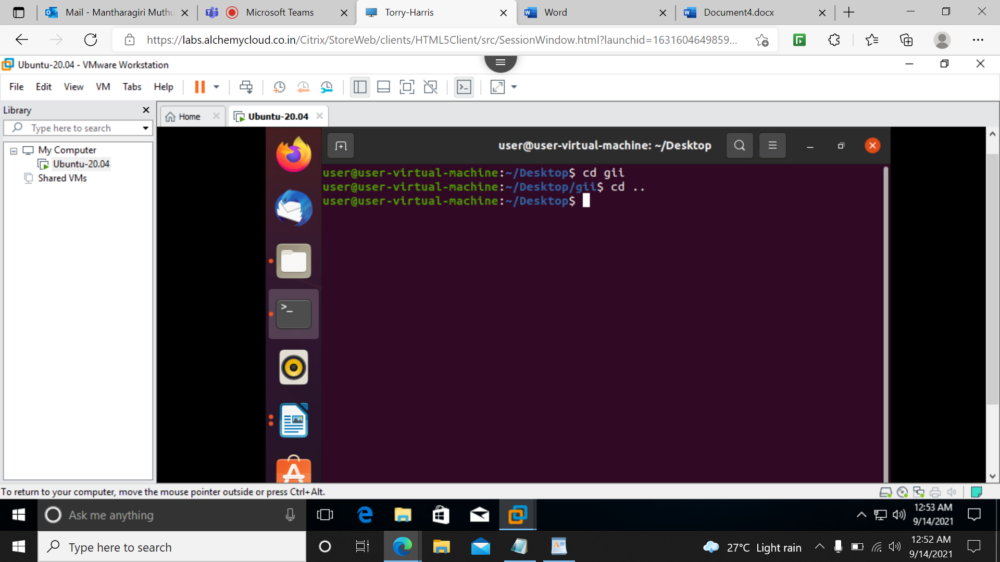 Mail - Mantharagiri Muthu
Microsoft Teams
Torry-Harris
Word
Document4.docx
https://labs.alchemycloud.co.in/Citrix/StoreWeb/clients/HTML5Client/src/SessionWindow.html?launchid=1631604649859...
Ubuntu-20.04 - VMware Workstation
File Edit View VM Tabs Help
Library
Type here to search
My Computer
Ubuntu-20.04
Shared VMs
Home
Ubuntu-20.04
user@user-virtual-machine: ~/Desktop
user@user-virtual-machine:~/Desktop$ cd gii
user@user-virtual-machine:~/Desktop/gii$ cd ..
user@user-virtual-machine:~/Desktop$
To return to your computer, move the mouse pointer outside or press Ctrl+Alt.
Ask me anything
12:53 AM
9/14/2021
Type here to search
27°C Light rain
12:52 AM
9/14/2021